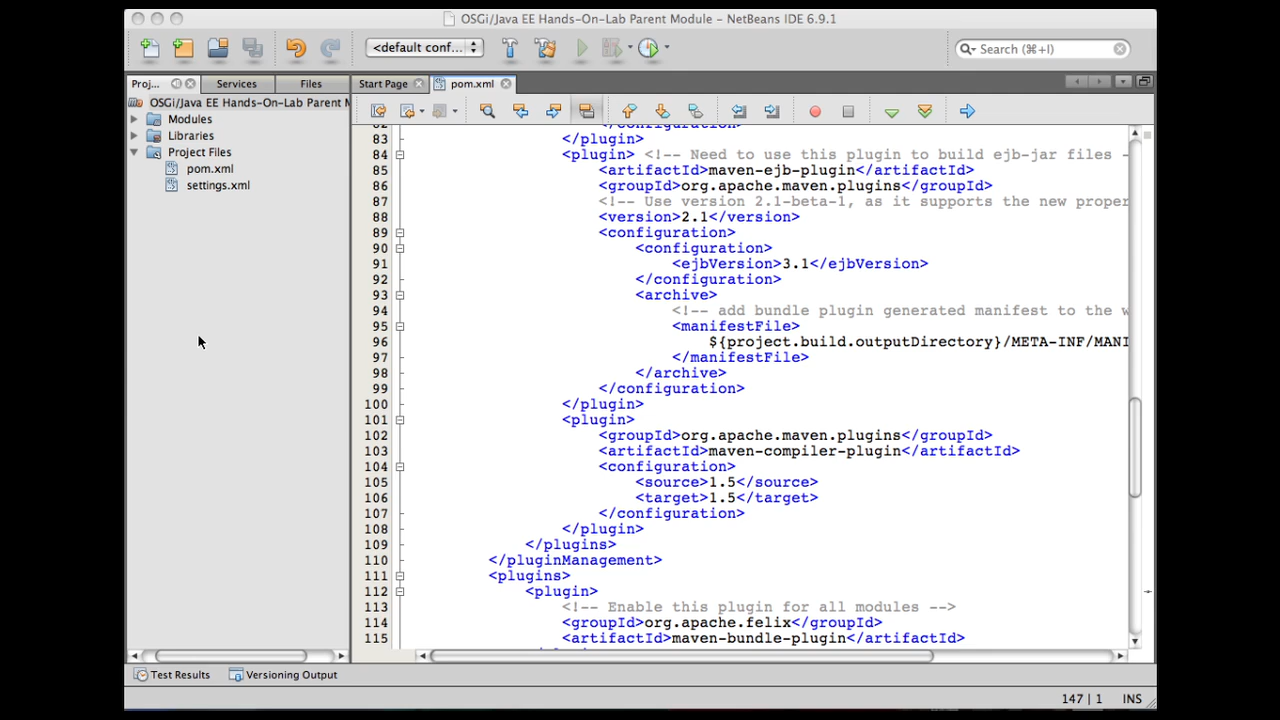 OSGi/Java EE Hands-On-Lab Parent Module – NetBeans IDE 6.9.1
<default conf...
Search (⌘+I)
Proj...
Services
Files
Start Page
pom.xml
OSGi/Java EE Hands-On-Lab Parent M
Modules
Libraries
Project Files
pom.xml
settings.xml
83 </plugin>
84 <plugin> <!-- Need to use this plugin to build ejb-jar files -
85 <artifactId>maven-ejb-plugin</artifactId>
86 <groupId>org.apache.maven.plugins</groupId>
87 <!-- Use version 2.1-beta-1, as it supports the new proper
88 <version>2.1</version>
89 <configuration>
90 <configuration>
91 <ejbVersion>3.1</ejbVersion>
92 </configuration>
93 <archive>
94 <!-- add bundle plugin generated manifest to the w
95 <manifestFile>
96 ${project.build.outputDirectory}/META-INF/MANI
97 </manifestFile>
98 </archive>
99 </configuration>
100 </plugin>
101 <plugin>
102 <groupId>org.apache.maven.plugins</groupId>
103 <artifactId>maven-compiler-plugin</artifactId>
104 <configuration>
105 <source>1.5</source>
106 <target>1.5</target>
107 </configuration>
108 </plugin>
109 </plugins>
110 </pluginManagement>
111 <plugins>
112 <plugin>
113 <!-- Enable this plugin for all modules -->
114 <groupId>org.apache.felix</groupId>
115 <artifactId>maven-bundle-plugin</artifactId>
Test Results
Versioning Output
147 | 1
INS